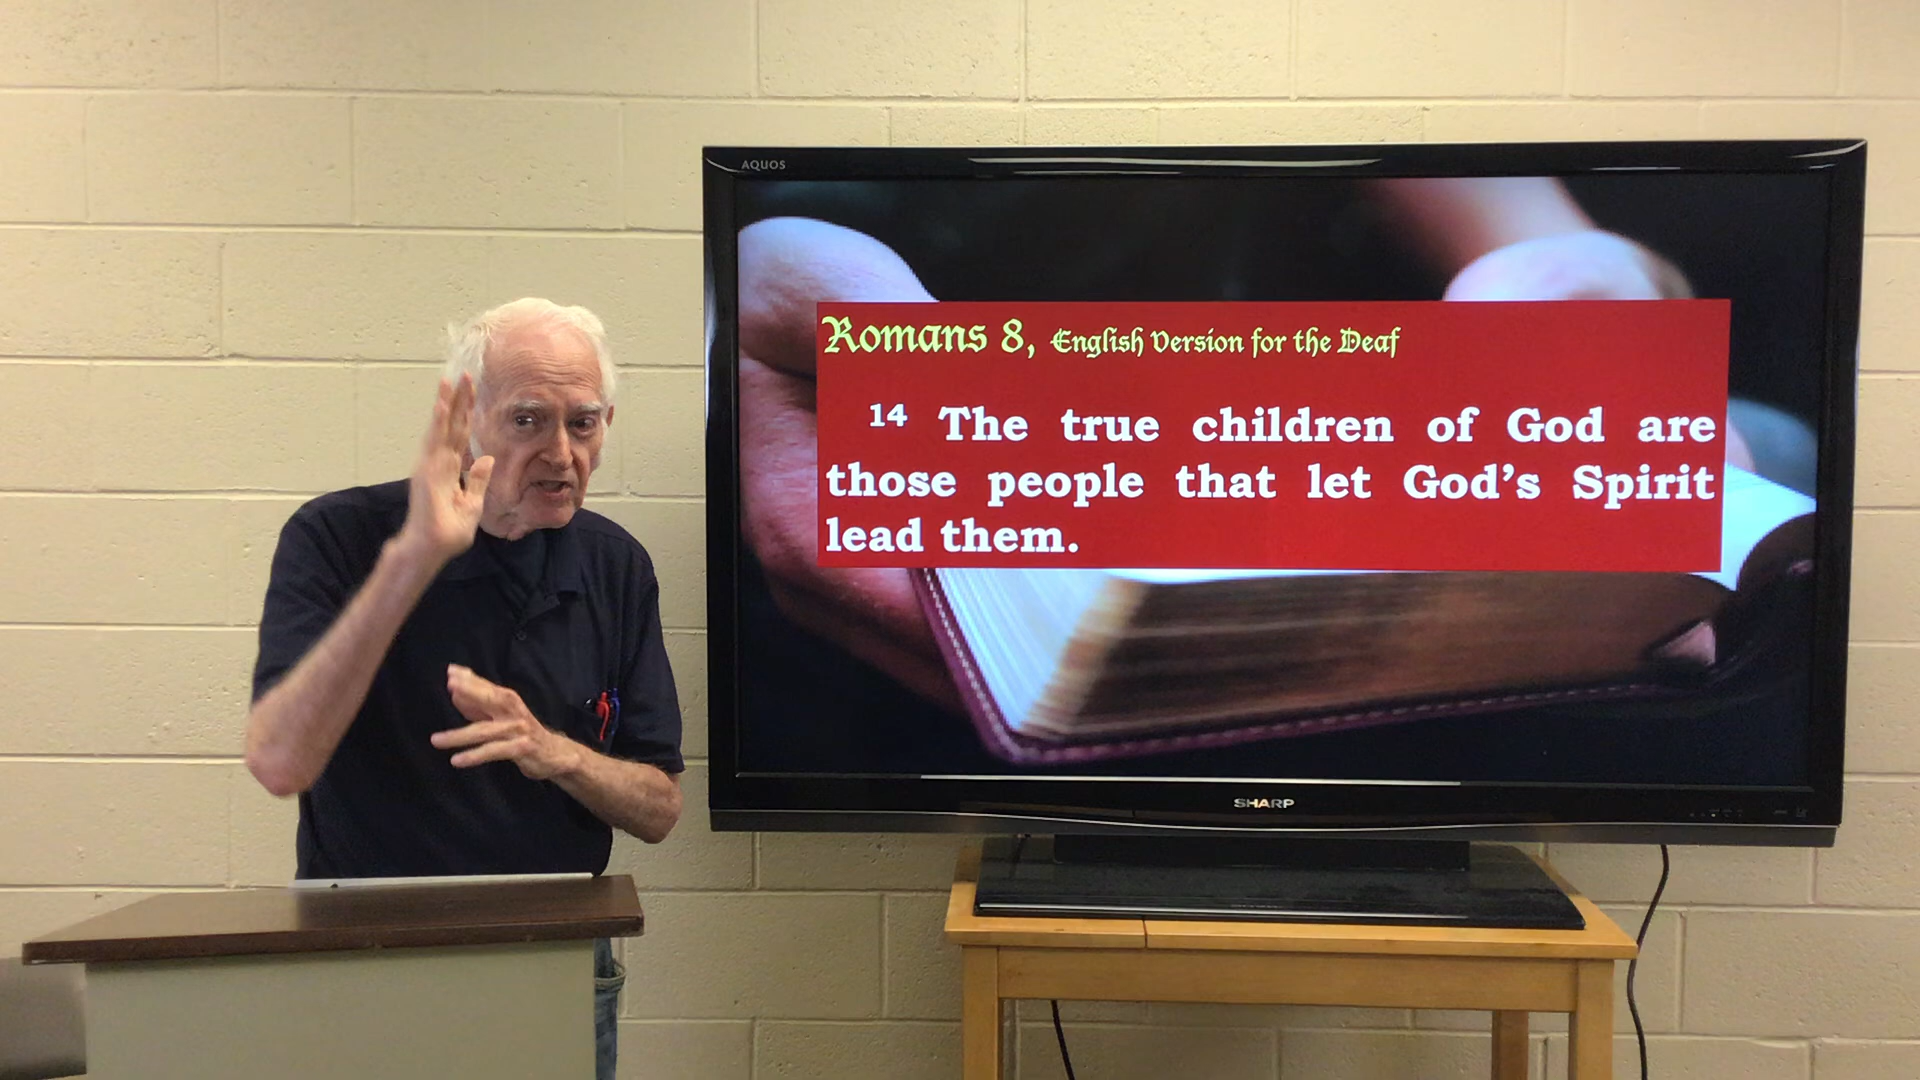 AQUOS
Romans 8, English Version for the Deaf
14 The true children of God are
those people that let God's Spirit
lead them.
SHARP